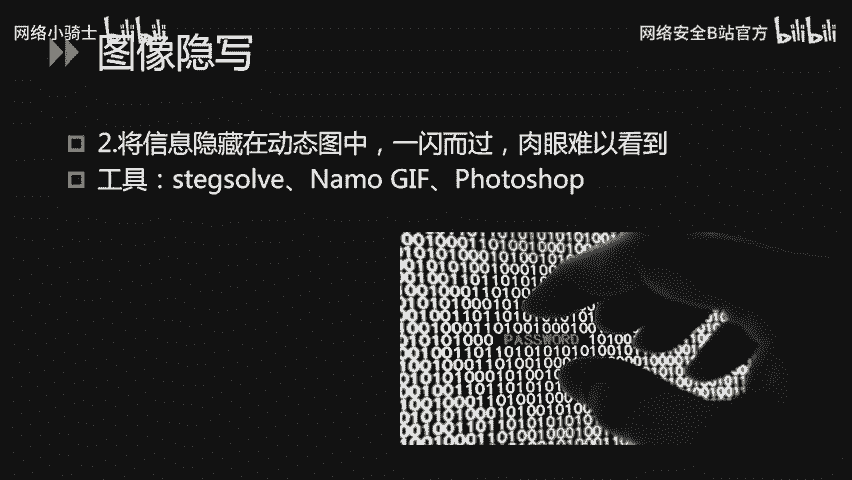 网络小骑士 bilibili
网络安全B站官方 bilibili
图像隐写
2.将信息隐藏在动态图中，一闪而过，肉眼难以看到
工具：stegsolve、Namo GIF、Photoshop
PASSWORD